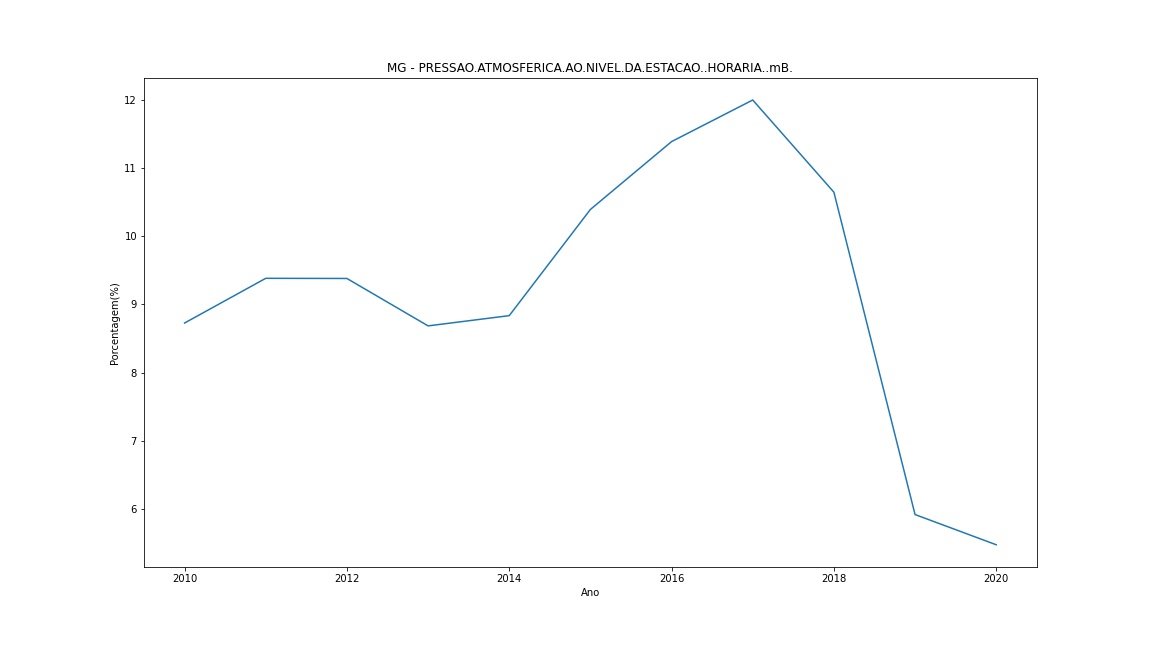 MG - PRESSAO.ATMOSFERICA.AO.NIVEL.DA.ESTACAO..HORARIA..mB.
Porcentagem(%)
12
11
10
9
8
7
6
2010 2012 2014 2016 2018 2020
Ano